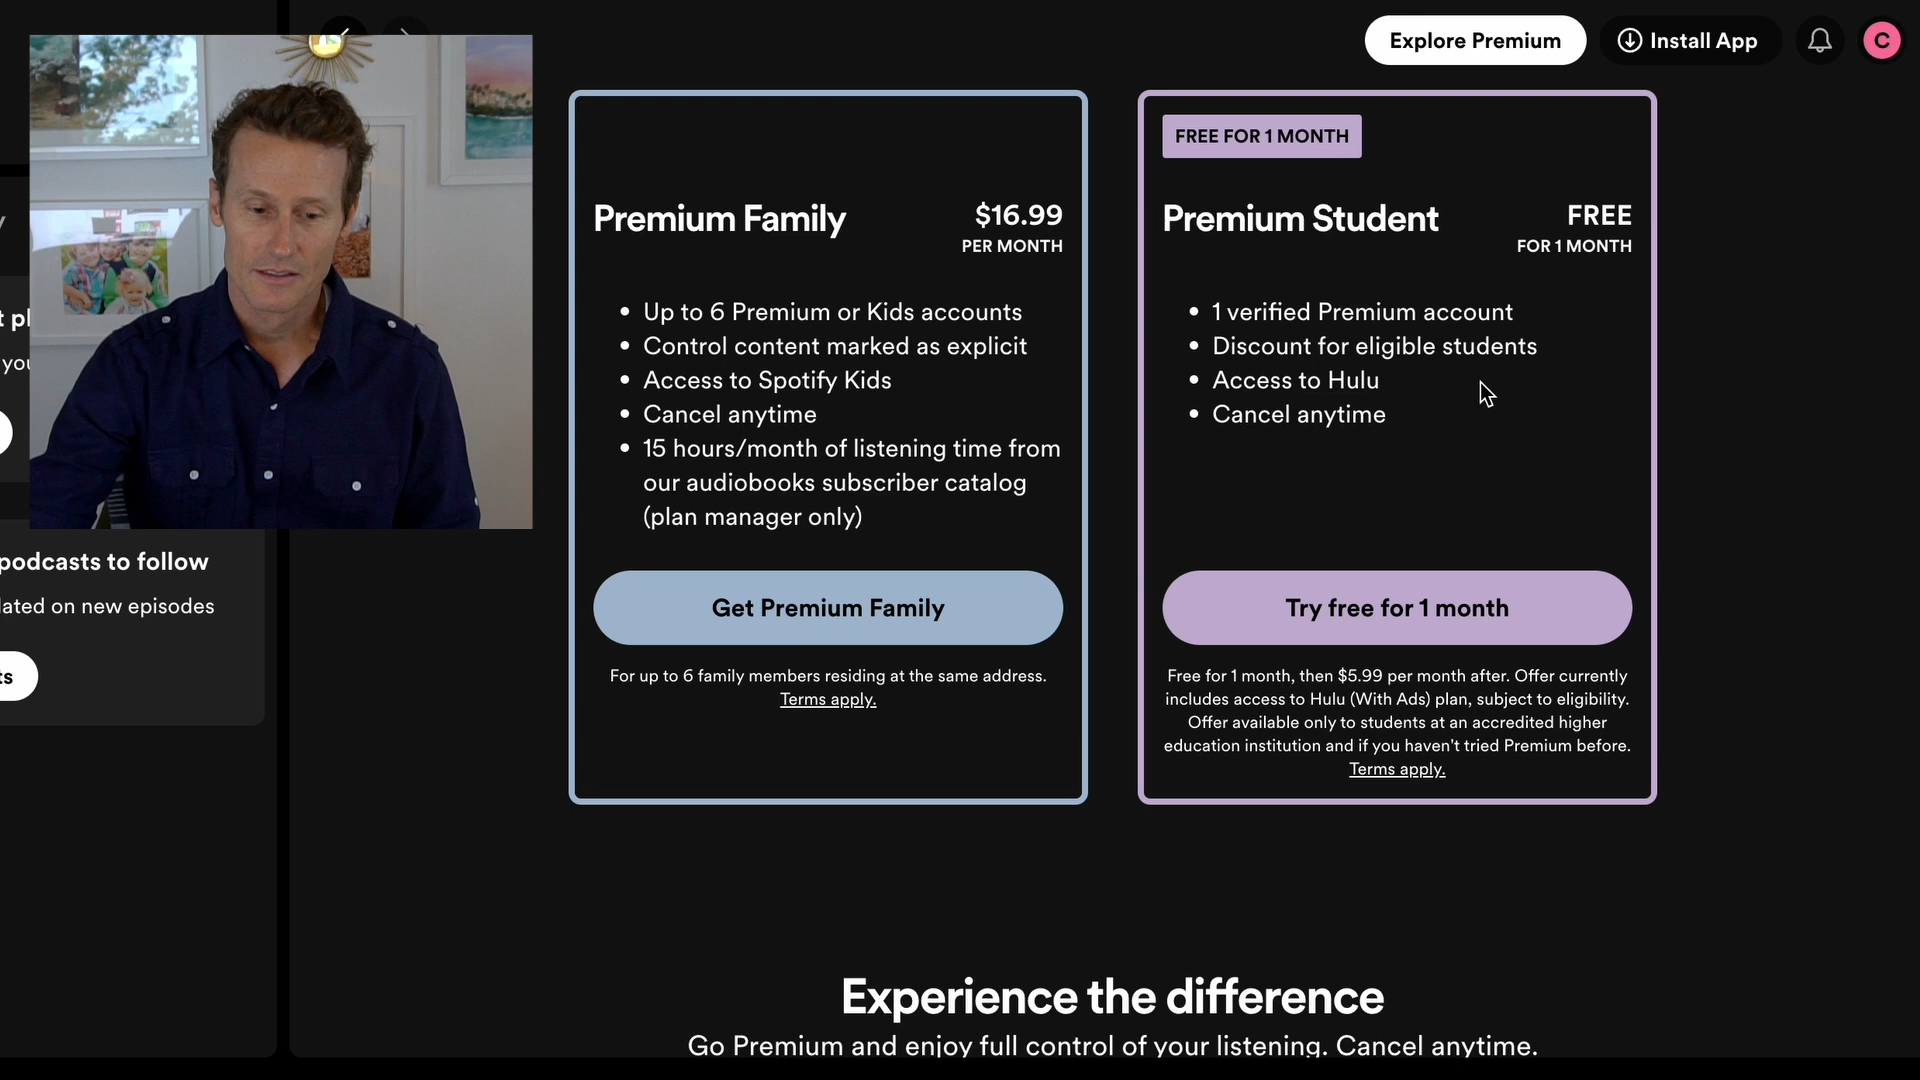 Explore Premium
Install App
C
FREE FOR 1 MONTH
Premium Family
$16.99
PER MONTH
Up to 6 Premium or Kids accounts
Control content marked as explicit
Access to Spotify Kids
Cancel anytime
15 hours/month of listening time from
our audiobooks subscriber catalog
(plan manager only)
Get Premium Family
For up to 6 family members residing at the same address.
Terms apply.
Premium Student
FREE
FOR 1 MONTH
1 verified Premium account
Discount for eligible students
Access to Hulu
Cancel anytime
Try free for 1 month
Free for 1 month, then $5.99 per month after. Offer currently
includes access to Hulu (With Ads) plan, subject to eligibility.
Offer available only to students at an accredited higher
education institution and if you haven't tried Premium before.
Terms apply.
podcasts to follow
on new episodes
Experience the difference
Go Premium and enjoy full control of your listening. Cancel anytime.